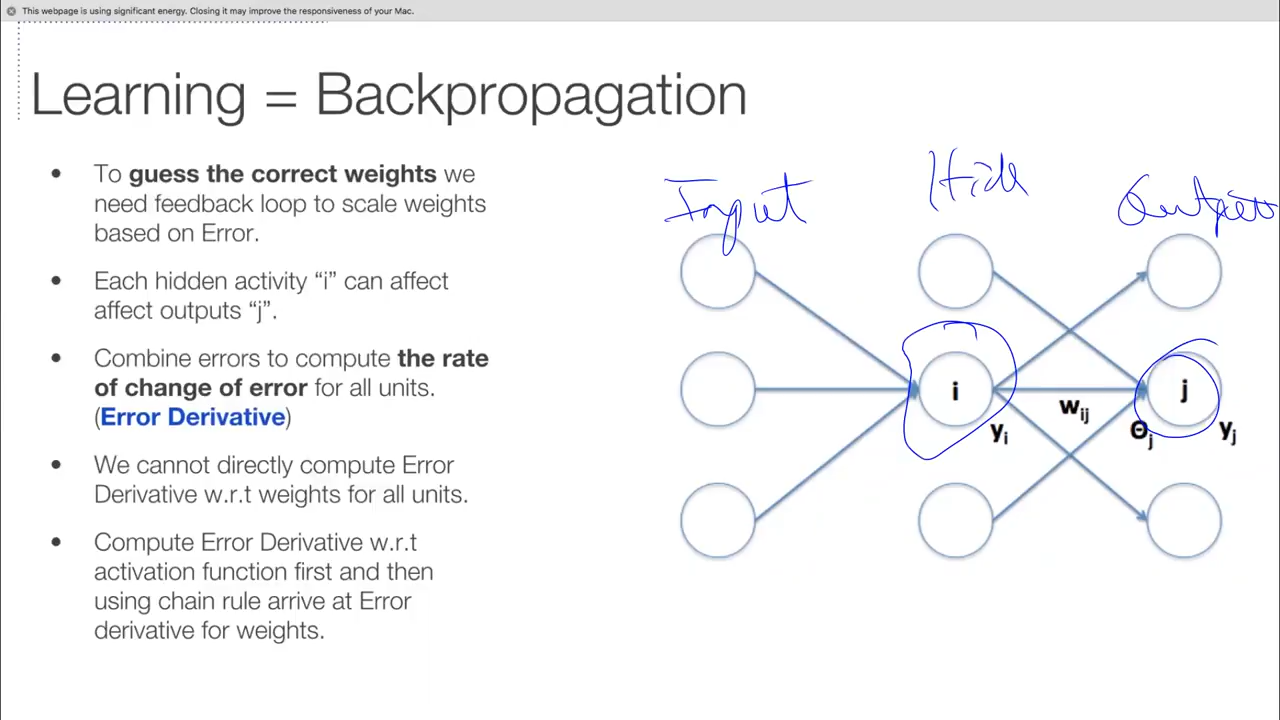 This webpage is using significant energy. Closing it may improve the responsiveness of your Mac.
Learning = Backpropagation
• To guess the correct weights we
need feedback loop to scale weights
based on Error.
• Each hidden activity “i” can affect
affect outputs “j”.
• Combine errors to compute the rate
of change of error for all units.
(Error Derivative)
• We cannot directly compute Error
Derivative w.r.t weights for all units.
• Compute Error Derivative w.r.t
activation function first and then
using chain rule arrive at Error
derivative for weights.
Input
Hide
Output
i
yi
wij
j
Θj
yj